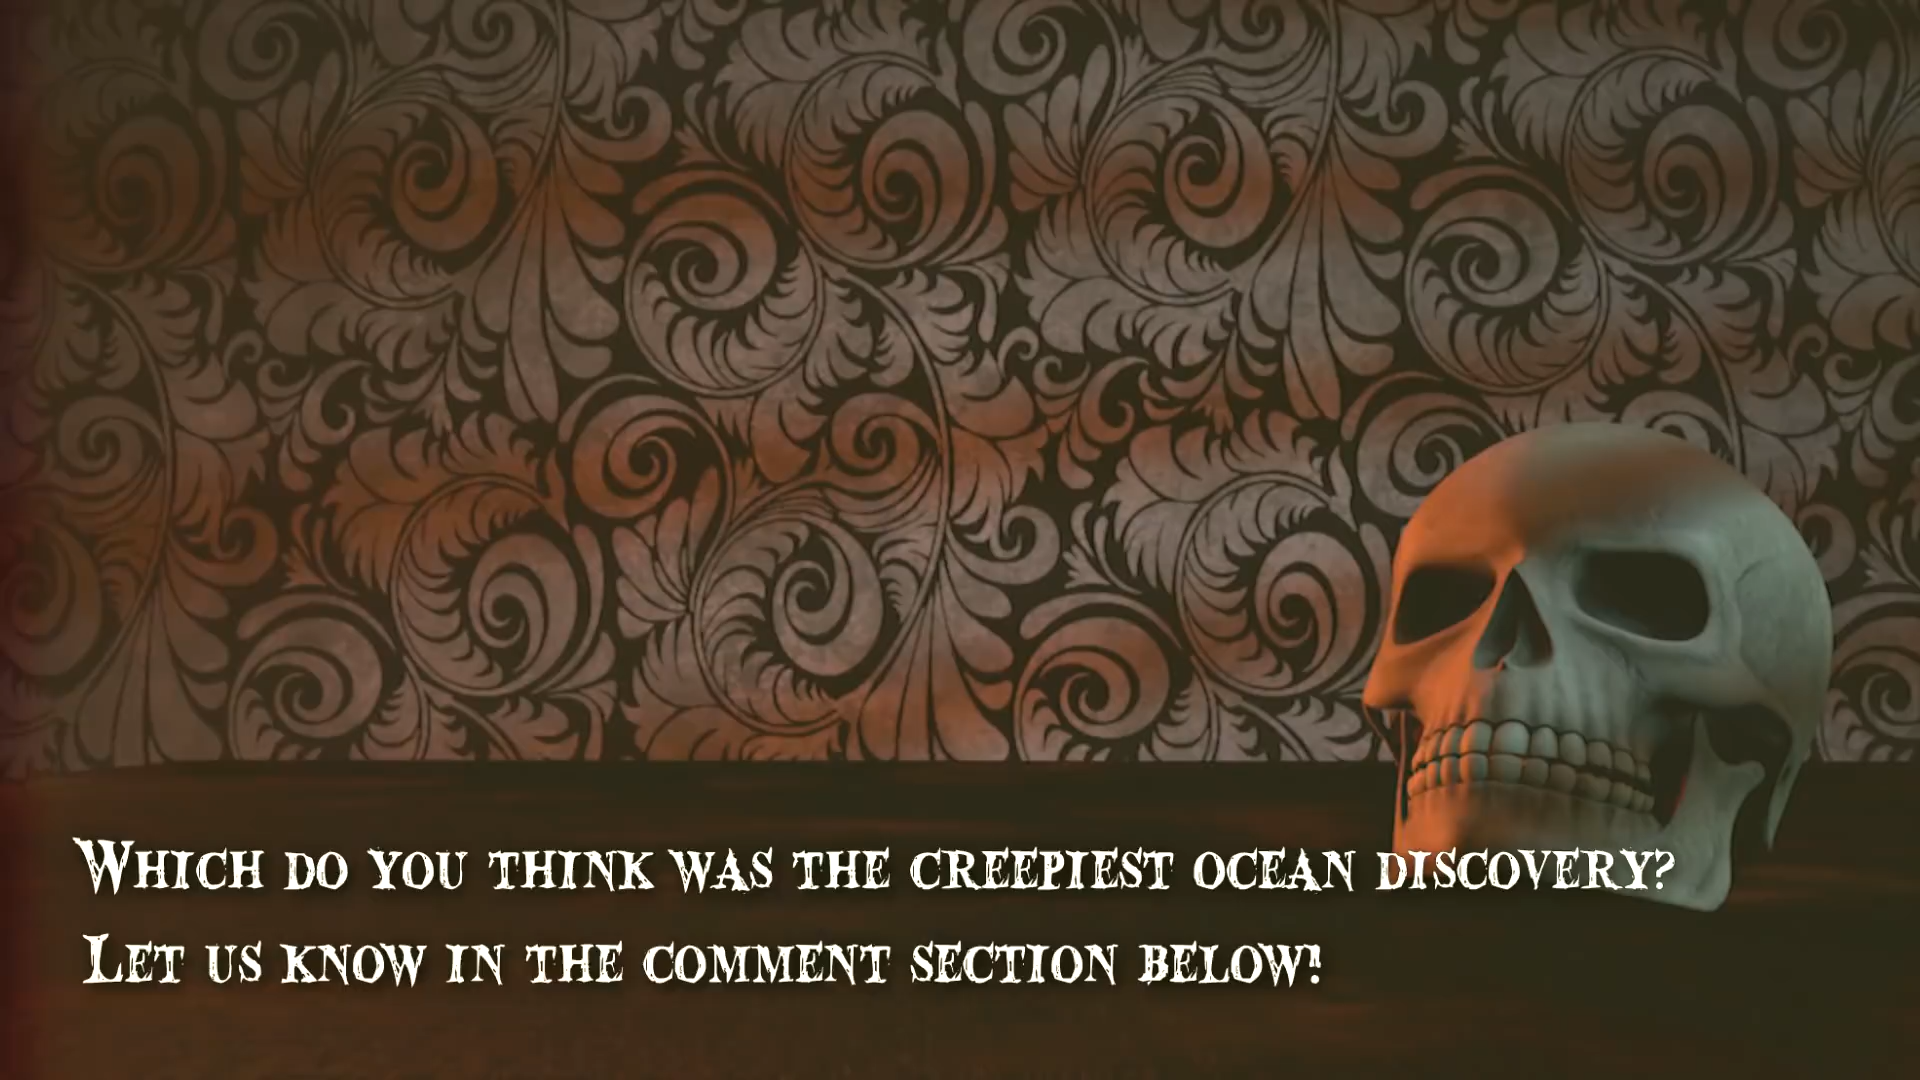 Which do you think was the creepiest ocean discovery?
Let us know in the comment section below!